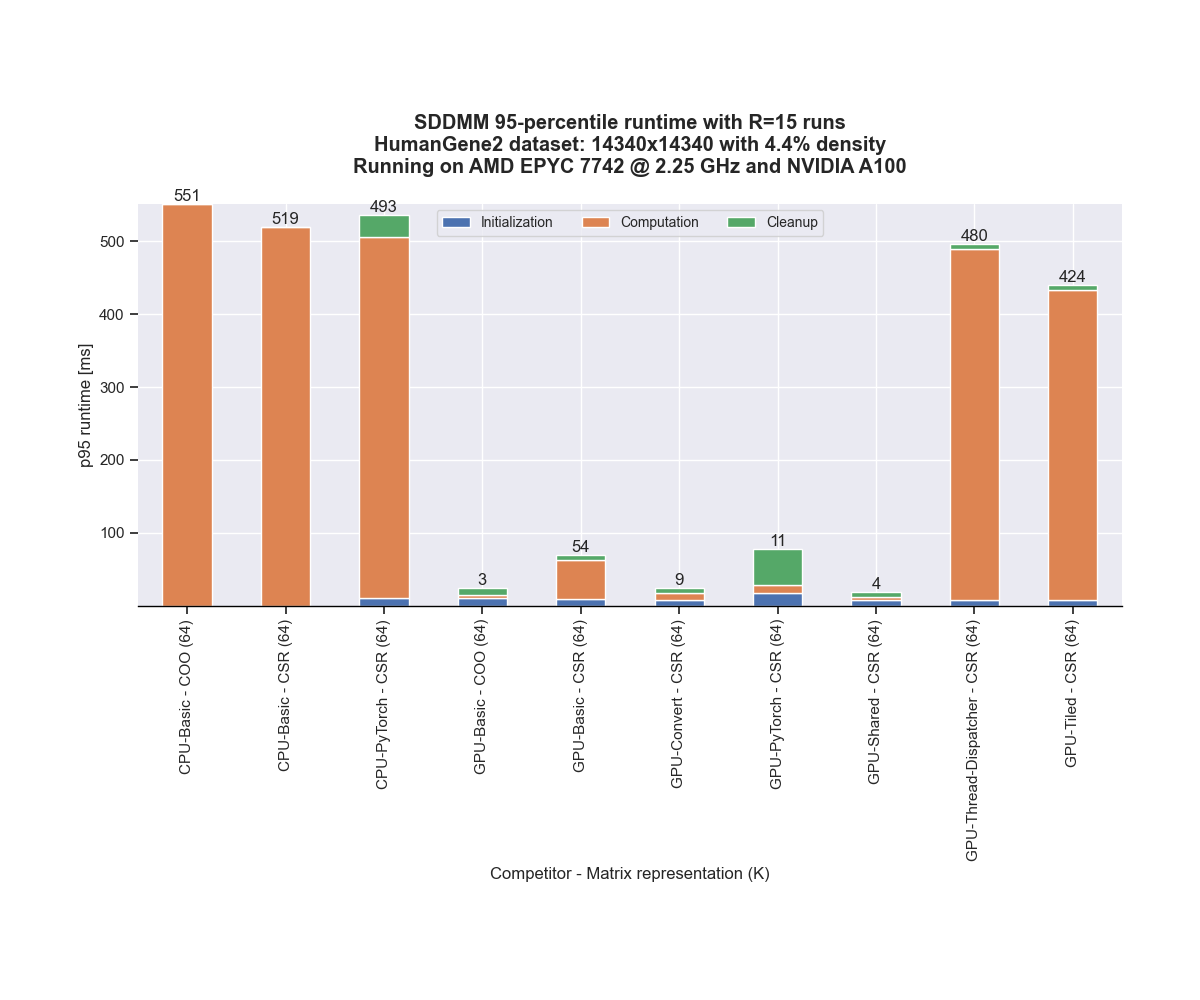 SDDMM 95-percentile runtime with R=15 runs
HumanGene2 dataset: 14340x14340 with 4.4% density
Running on AMD EPYC 7742 @ 2.25 GHz and NVIDIA A100
Initialization Computation Cleanup
551
519
493
3
54
9
11
4
480
424
p95 runtime [ms]
500
400
300
200
100
CPU-Basic - COO (64)
CPU-Basic - CSR (64)
CPU-PyTorch - CSR (64)
GPU-Basic - COO (64)
GPU-Basic - CSR (64)
GPU-Convert - CSR (64)
GPU-PyTorch - CSR (64)
GPU-Shared - CSR (64)
GPU-Thread-Dispatcher - CSR (64)
GPU-Tiled - CSR (64)
Competitor - Matrix representation (K)